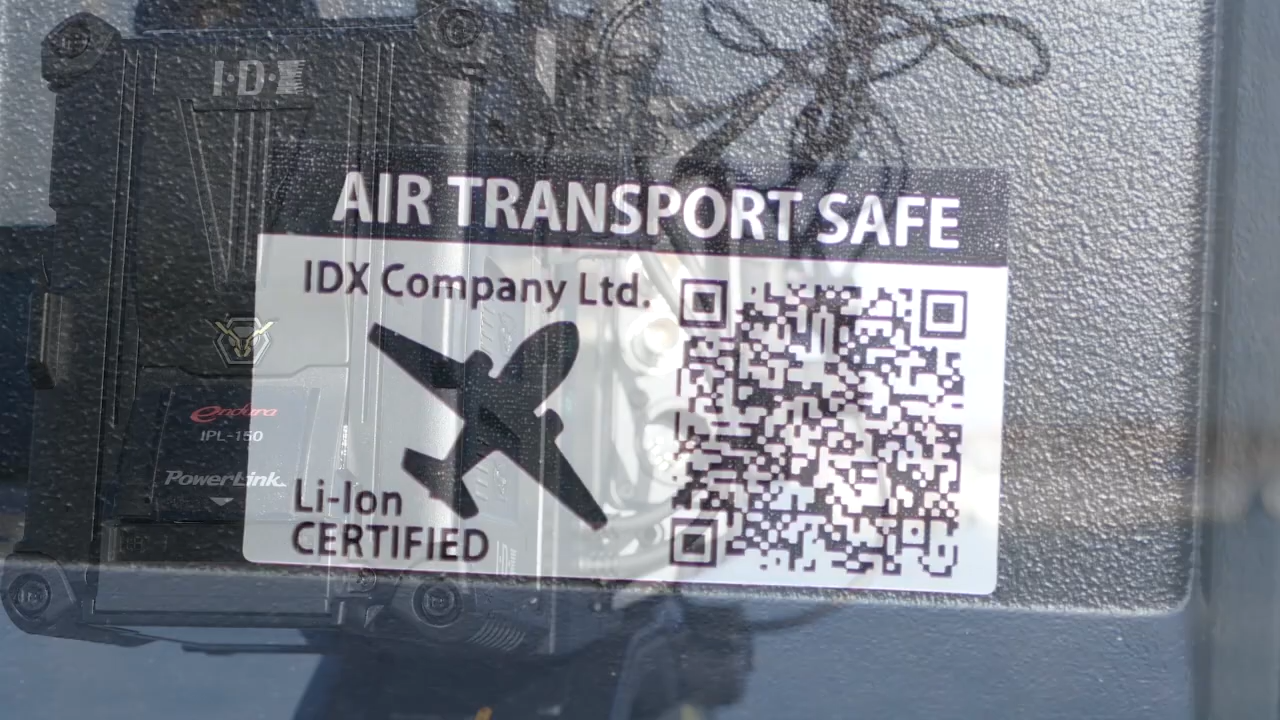 I·D·X
AIR TRANSPORT SAFE
IDX Company Ltd.
endura
IPL-150
PowerLink
Li-Ion
CERTIFIED